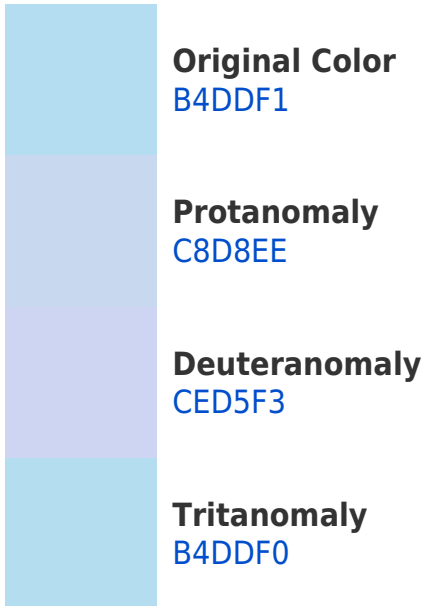 Original Color
B4DDF1
Protanomaly
C8D8EE
Deuteranomaly
CED5F3
Tritanomaly
B4DDF0